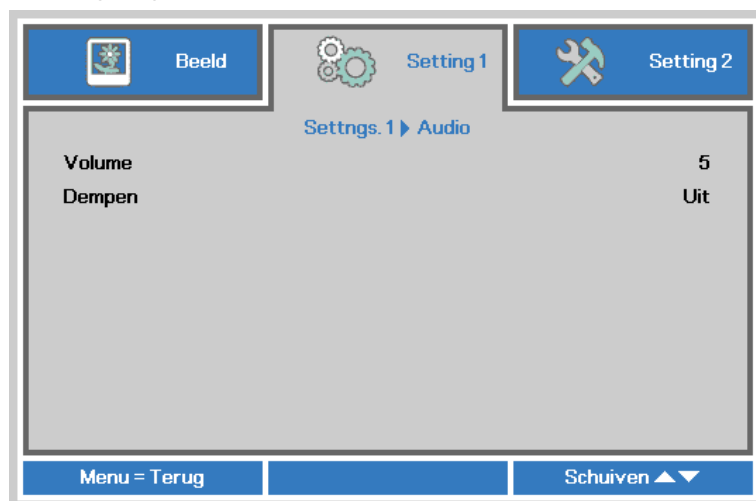 Beeld Setting 1 Setting 2
Settngs. 1 ▶ Audio
Volume 5
Dempen Uit
Menu = Terug Schuiven ▲▼